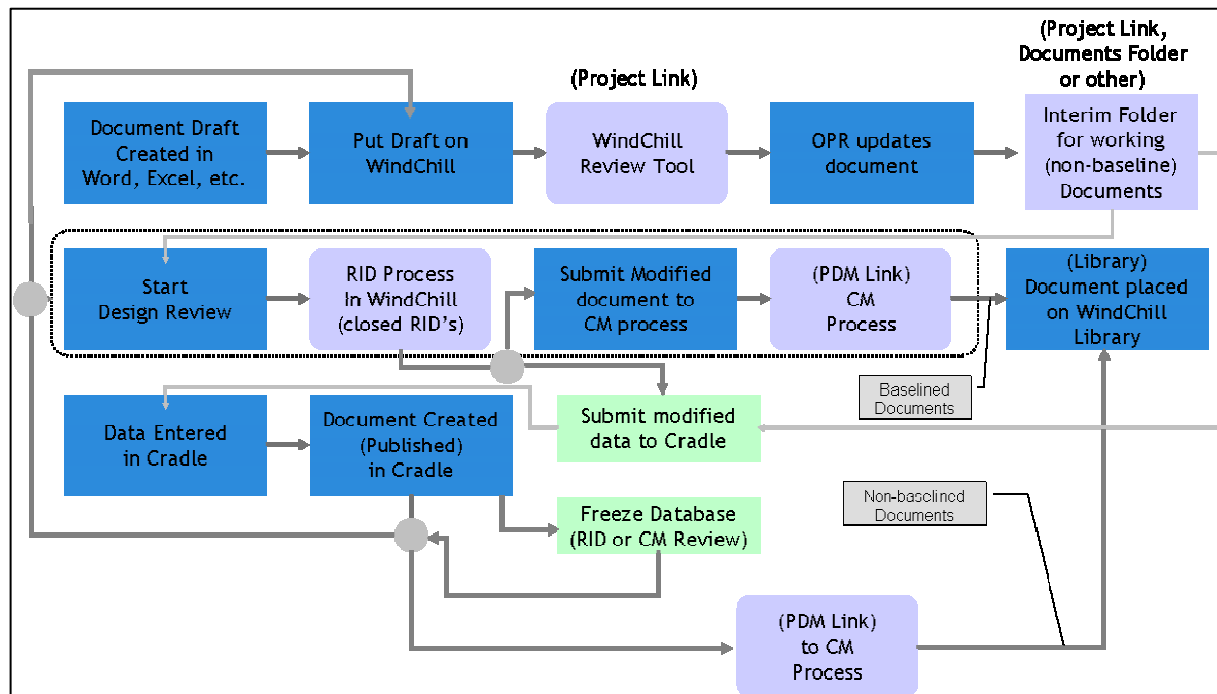 (Project Link,
Documents Folder
or other)
(Project Link)
Document Draft
Created in
Word, Excel, etc.
Put Draft on
WindChill
WindChill
Review Tool
OPR updates
document
Interim Folder
for working
(non-baseline)
Documents
Start
Design Review
RID Process
In WindChill
(closed RID's)
Submit Modified
document to
CM process
(PDM Link)
CM
Process
(Library)
Document placed
on WindChill
Library
Baselined
Documents
Data Entered
in Cradle
Document Created
(Published)
in Cradle
Submit modified
data to Cradle
Non-baselined
Documents
Freeze Database
(RID or CM Review)
(PDM Link)
to CM
Process